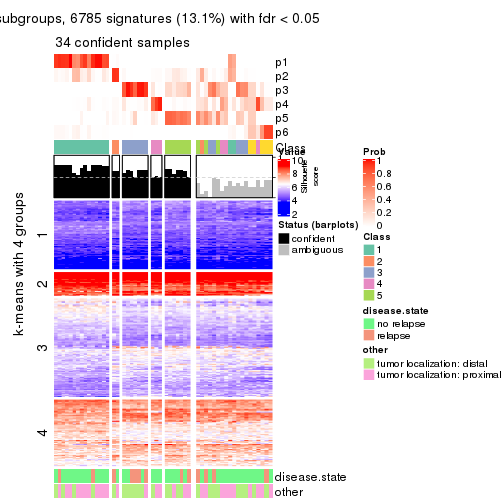 subgroups, 6785 signatures (13.1%) with fdr < 0.05
34 confident samples
p1
p2
p3
p4
p5
p6
Class
1
2
3
4
k-means with 4 groups
disease.state
other
Value
10
8
6
4
2
Silhouette
score
Status (barplots)
confident
ambiguous
Prob
1
0.8
0.6
0.4
0.2
0
Class
1
2
3
4
5
disease.state
no relapse
relapse
other
tumor localization: distal
tumor localization: proximal